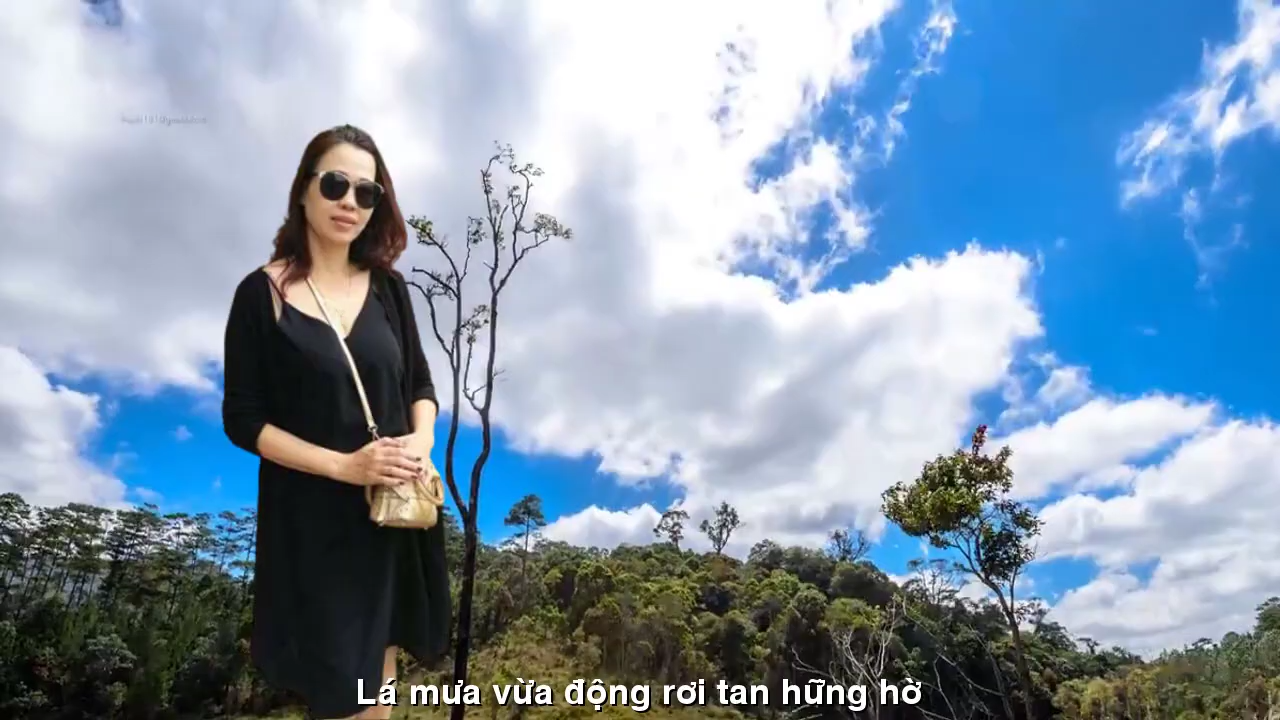 Lá mưa vừa động rơi tan hững hờ